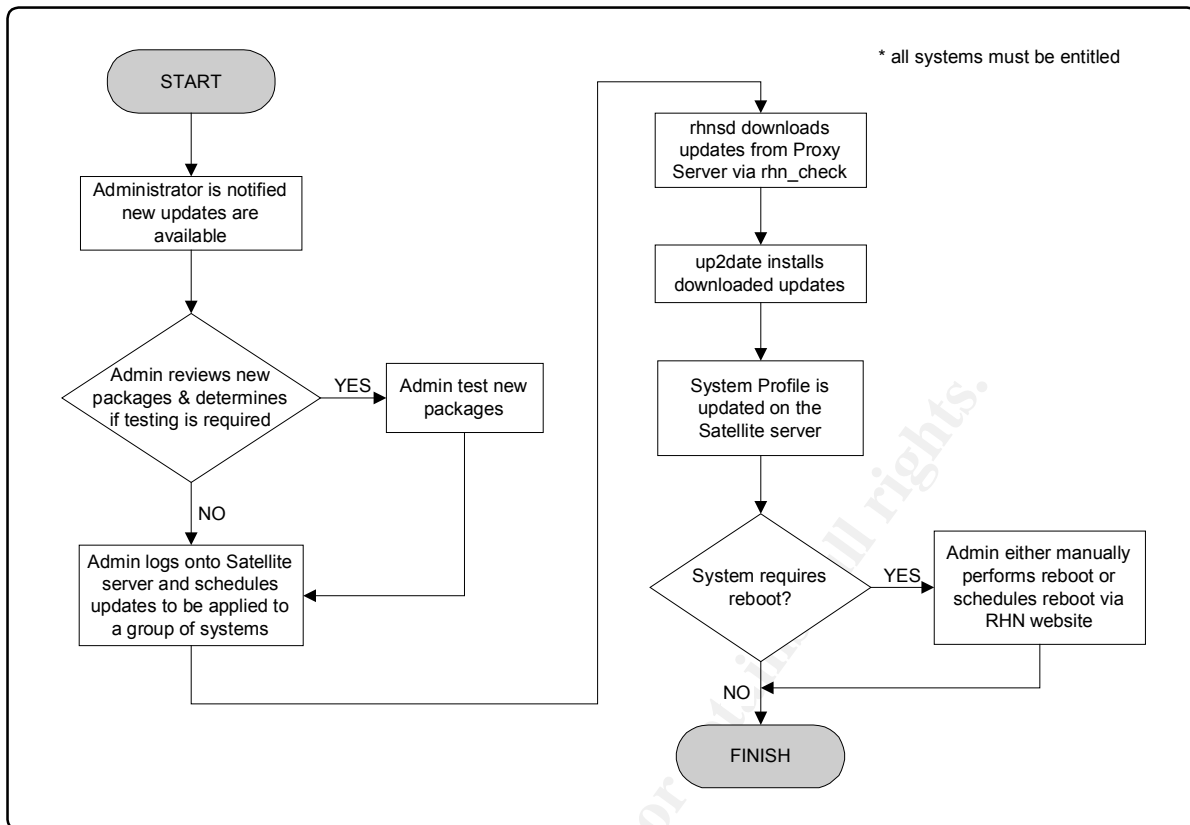 * all systems must be entitled
START
Administrator is notified
new updates are
available
Admin reviews new
packages & determines
if testing is required
YES
Admin test new
packages
NO
Admin logs onto Satellite
server and schedules
updates to be applied to
a group of systems
rhnsd downloads
updates from Proxy
Server via rhn_check
up2date installs
downloaded updates
System Profile is
updated on the
Satellite server
System requires
reboot?
YES
Admin either manually
performs reboot or
schedules reboot via
RHN website
NO
FINISH
rights.